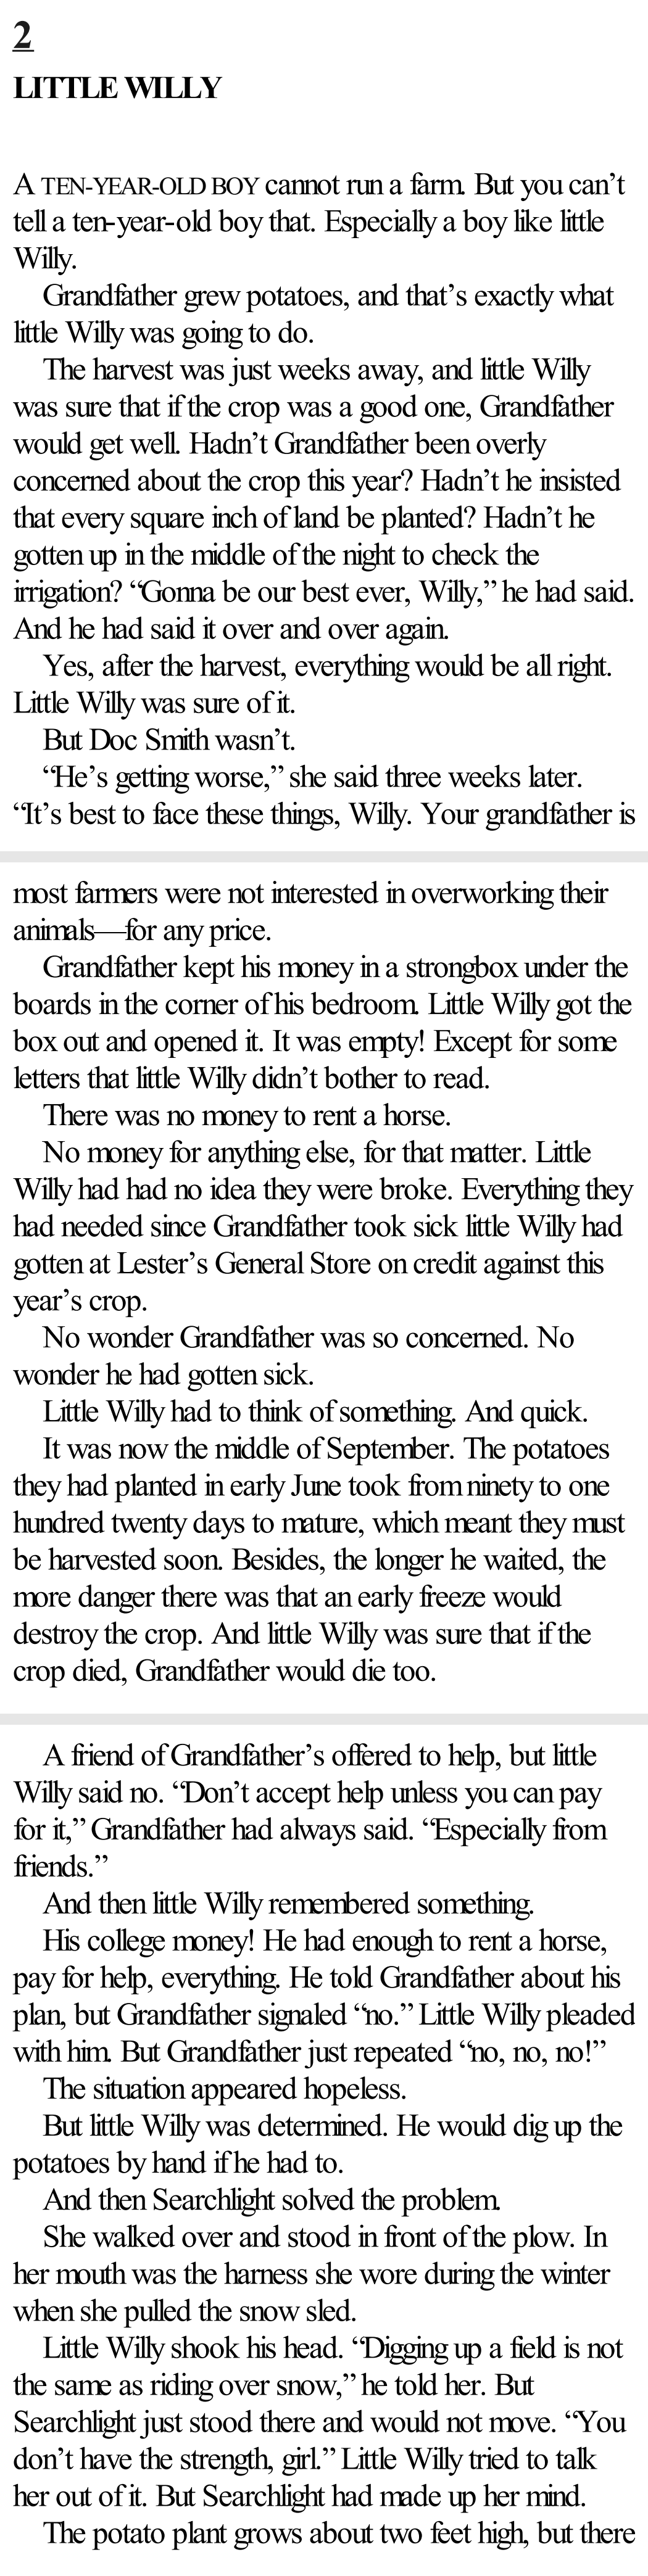 2
LITTLE WILLY
A TEN-YEAR-OLD BOY cannot run a farm. But you can’t
tell a ten-year-old boy that. Especially a boy like little
Willy.
Grandfather grew potatoes, and that’s exactly what
little Willy was going to do.
The harvest was just weeks away, and little Willy
was sure that if the crop was a good one, Grandfather
would get well. Hadn’t Grandfather been overly
concerned about the crop this year? Hadn’t he insisted
that every square inch of land be planted? Hadn’t he
gotten up in the middle of the night to check the
irrigation? “Gonna be our best ever, Willy,” he had said.
And he had said it over and over again.
Yes, after the harvest, everything would be all right.
Little Willy was sure of it.
But Doc Smith wasn’t.
“He’s getting worse,” she said three weeks later.
“It’s best to face these things, Willy. Your grandfather is
most farmers were not interested in overworking their
animals—for any price.
Grandfather kept his money in a strongbox under the
boards in the corner of his bedroom. Little Willy got the
box out and opened it. It was empty! Except for some
letters that little Willy didn’t bother to read.
There was no money to rent a horse.
No money for anything else, for that matter. Little
Willy had had no idea they were broke. Everything they
had needed since Grandfather took sick little Willy had
gotten at Lester’s General Store on credit against this
year’s crop.
No wonder Grandfather was so concerned. No
wonder he had gotten sick.
Little Willy had to think of something. And quick.
It was now the middle of September. The potatoes
they had planted in early June took from ninety to one
hundred twenty days to mature, which meant they must
be harvested soon. Besides, the longer he waited, the
more danger there was that an early freeze would
destroy the crop. And little Willy was sure that if the
crop died, Grandfather would die too.
A friend of Grandfather’s offered to help, but little
Willy said no. “Don’t accept help unless you can pay
for it,” Grandfather had always said. “Especially from
friends.”
And then little Willy remembered something.
His college money! He had enough to rent a horse,
pay for help, everything. He told Grandfather about his
plan, but Grandfather signaled “no.” Little Willy pleaded
with him. But Grandfather just repeated “no, no, no!”
The situation appeared hopeless.
But little Willy was determined. He would dig up the
potatoes by hand if he had to.
And then Searchlight solved the problem.
She walked over and stood in front of the plow. In
her mouth was the harness she wore during the winter
when she pulled the snow sled.
Little Willy shook his head. “Digging up a field is not
the same as riding over snow,” he told her. But
Searchlight just stood there and would not move. “You
don’t have the strength, girl.” Little Willy tried to talk
her out of it. But Searchlight had made up her mind.
The potato plant grows about two feet high, but there